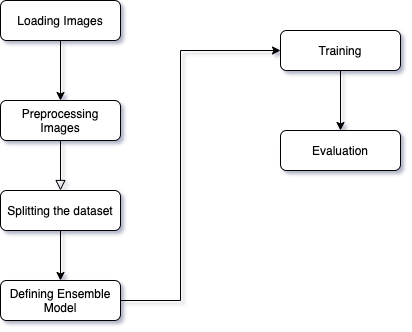 Loading Images
Preprocessing
Images
Splitting the dataset
Defining Ensemble
Model
Training
Evaluation